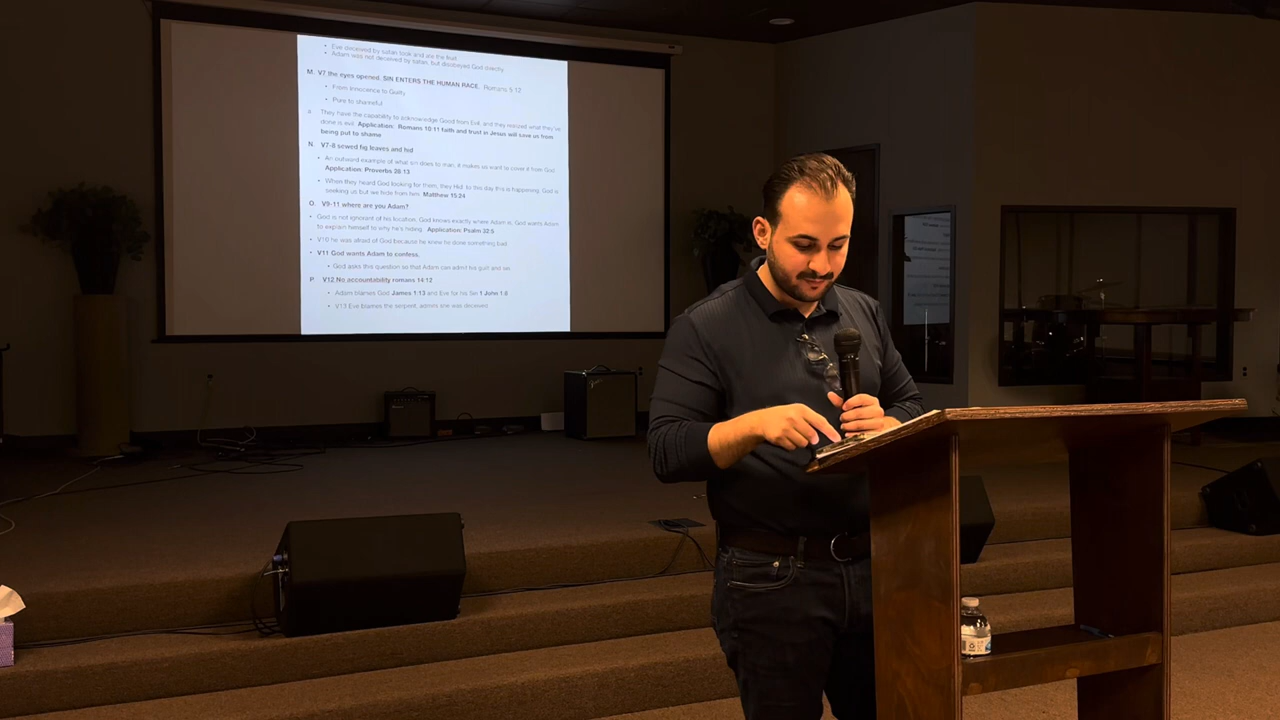 • Eve deceived by satan took and ate the fruit
• Adam was not deceived by satan, but disobeyed God directly
M. V7 the eyes opened. SIN ENTERS THE HUMAN RACE. Romans 5:12
• From Innocence to Guilty
• Pure to shameful
They have the capability to acknowledge Good from Evil, and they realized what they've
done is evil. Application: Romans 10:11 faith and trust in Jesus will save us from
being put to shame
N. V7-8 sewed fig leaves and hid
• An outward example of what sin does to man, it makes us want to cover it from God.
Application: Proverbs 28:13
• When they heard God looking for them, they Hid. to this day this is happening, God is
seeking us but we hide from him. Matthew 15:24
O. V9-11 where are you Adam?
• God is not ignorant of his location, God knows exactly where Adam is, God wants Adam
to explain himself to why he's hiding. Application: Psalm 32:5
• V10 he was afraid of God because he knew he done something bad
• V11 God wants Adam to confess.
• God asks this question so that Adam can admit his guilt and sin
P V12 No accountability romans 14:12
• Adam blames God James 1:13 and Eve for his Sin 1 John 1:8
• V13 Eve blames the serpent, admits she was deceived